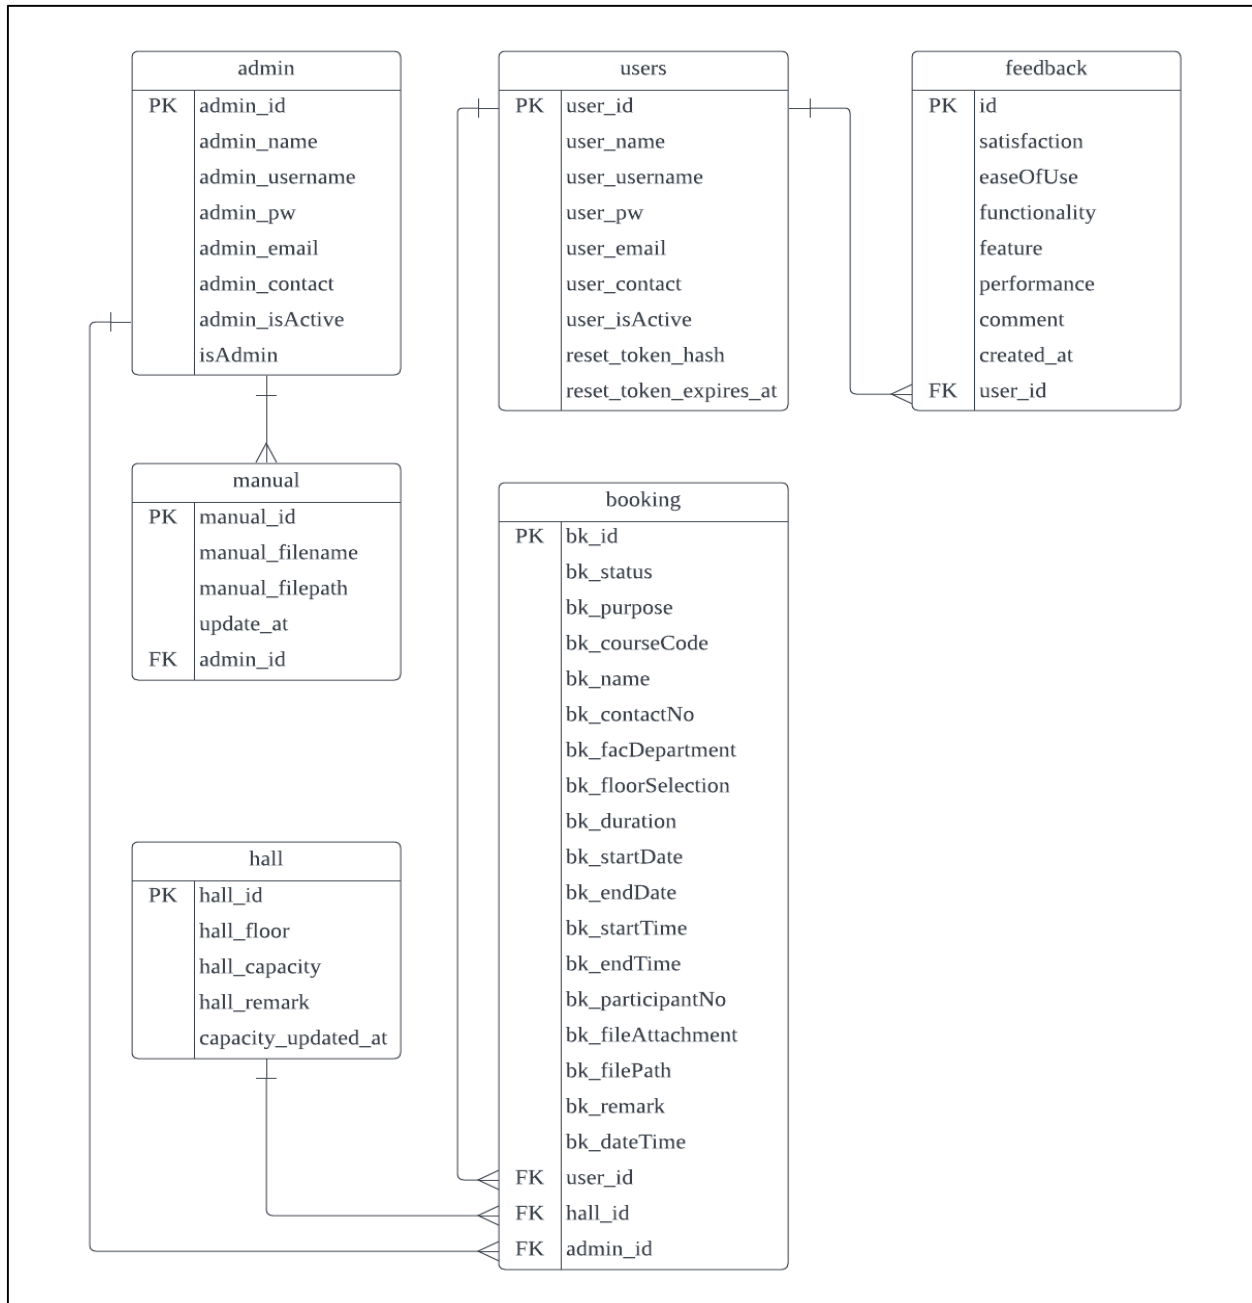 admin
PK admin_id
admin_name
admin_username
admin_pw
admin_email
admin_contact
admin_isActive
isAdmin
users
PK user_id
user_name
user_username
user_pw
user_email
user_contact
user_isActive
reset_token_hash
reset_token_expires_at
feedback
PK id
satisfaction
easeOfUse
functionality
feature
performance
comment
created_at
FK user_id
manual
PK manual_id
manual_filename
manual_filepath
update_at
FK admin_id
booking
PK bk_id
bk_status
bk_purpose
bk_courseCode
bk_name
bk_contactNo
bk_facDepartment
bk_floorSelection
bk_duration
bk_startDate
bk_endDate
bk_startTime
bk_endTime
bk_participantNo
bk_fileAttachment
bk_filePath
bk_remark
bk_dateTime
FK user_id
FK hall_id
FK admin_id
hall
PK hall_id
hall_floor
hall_capacity
hall_remark
capacity_updated_at